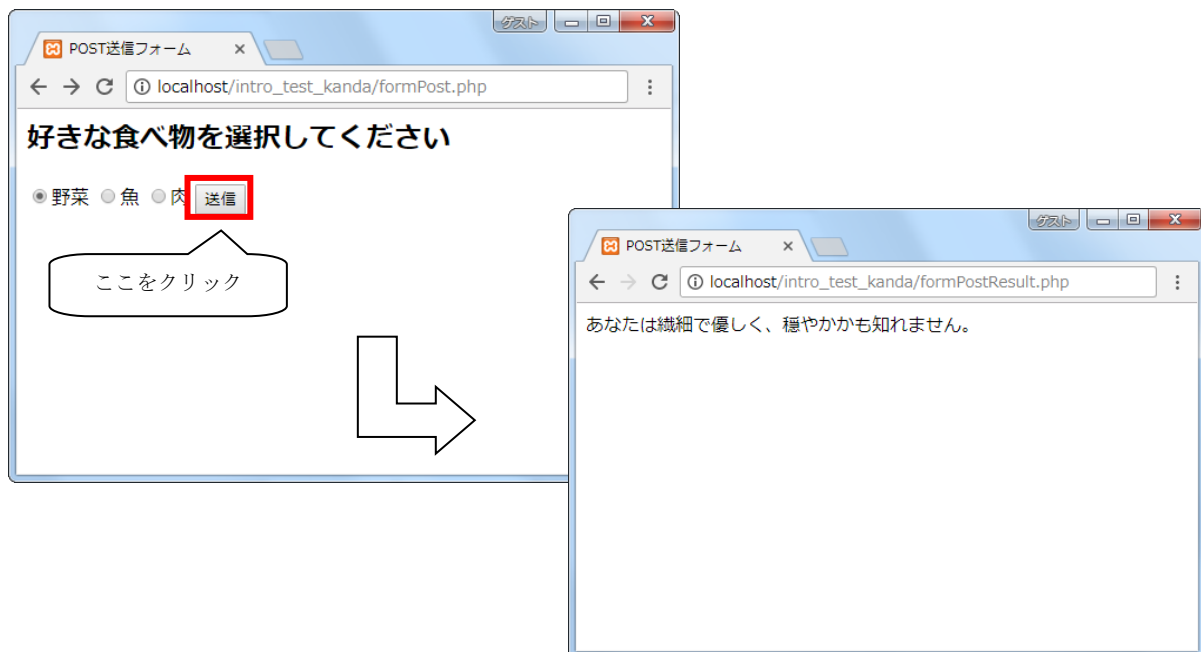 ゲスト
POST送信フォーム
localhost/intro_test_kanda/formPost.php
好きな食べ物を選択してください
野菜 魚 肉 送信
ここをクリック
ゲスト
POST送信フォーム
localhost/intro_test_kanda/formPostResult.php
あなたは繊細で優しく、穏やかかも知れません。